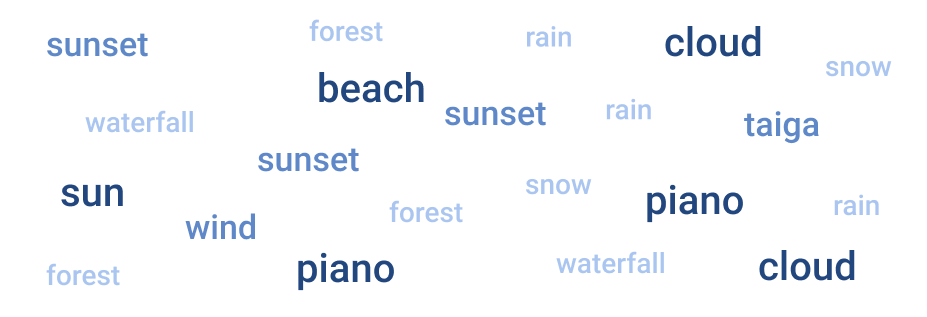 sunset forest rain cloud
snow
beach
waterfall sunset rain taiga
sunset
sun snow piano rain
wind forest
forest piano waterfall cloud